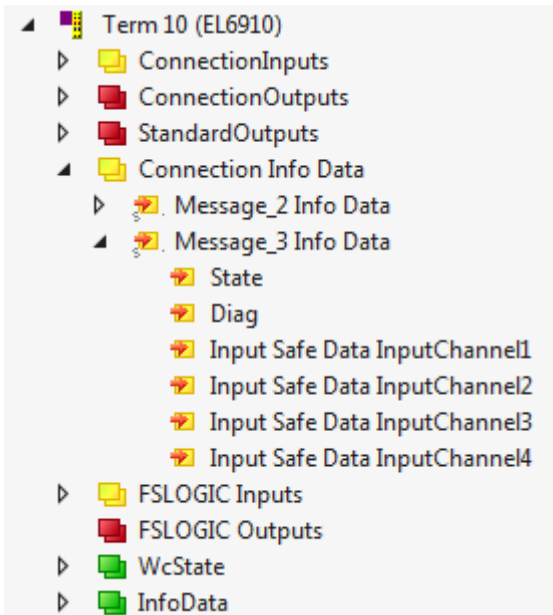 Term 10 (EL6910)
ConnectionInputs
ConnectionOutputs
StandardOutputs
Connection Info Data
Message_2 Info Data
Message_3 Info Data
State
Diag
Input Safe Data InputChannel1
Input Safe Data InputChannel2
Input Safe Data InputChannel3
Input Safe Data InputChannel4
FSLOGIC Inputs
FSLOGIC Outputs
WcState
InfoData